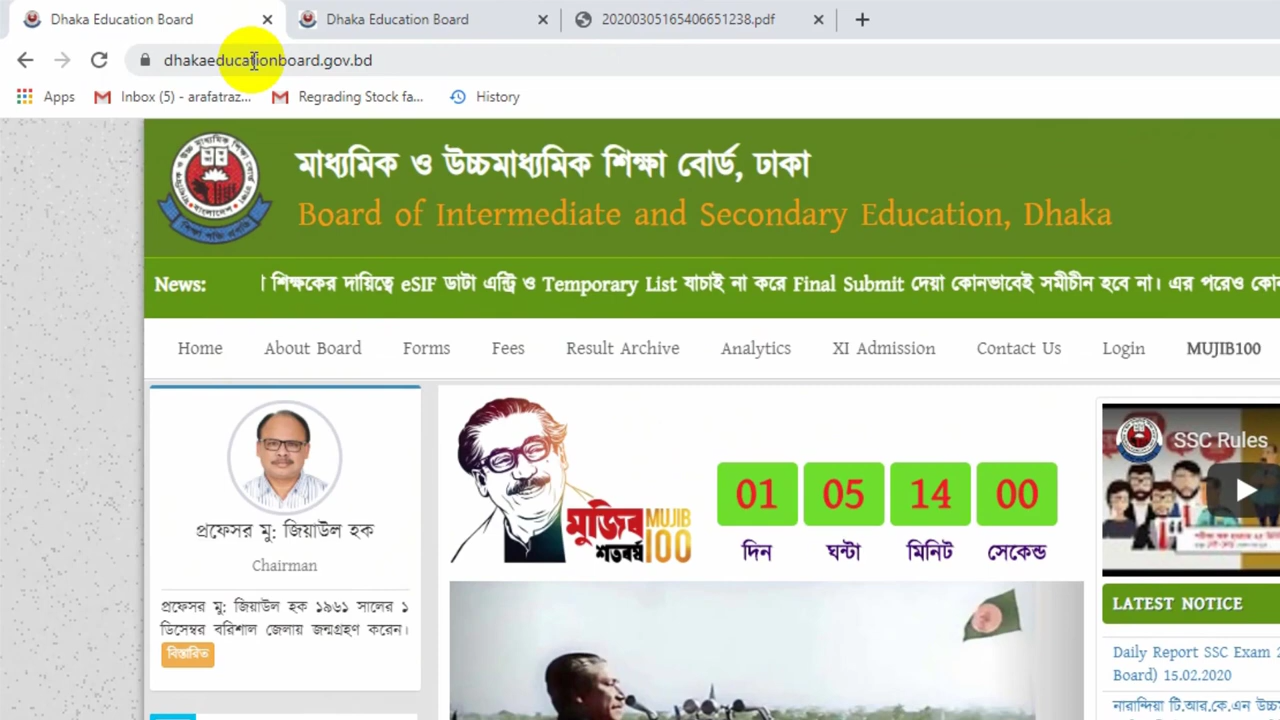 Dhaka Education Board
Dhaka Education Board
20200305165406651238.pdf
dhakaeducationboard.gov.bd
Apps
Inbox (5) - arafatraz...
Regrading Stock fa...
History
মাধ্যমিক ও উচ্চমাধ্যমিক শিক্ষা বোর্ড, ঢাকা
Board of Intermediate and Secondary Education, Dhaka
News:
শিক্ষকের দায়িত্বে eSIF ডাটা এন্ট্রি ও Temporary List যাচাই না করে Final Submit দেয়া কোনভাবেই সমীচীন হবে না। এর পরেও
Home
About Board
Forms
Fees
Result Archive
Analytics
XI Admission
Contact Us
Login
MUJIB100
প্রফেসর মু: জিয়াউল হক
Chairman
প্রফেসর মু: জিয়াউল হক ১৯৬১ সালের ১
ডিসেম্বর বরিশাল জেলায় জন্মগ্রহণ করেন।
বিস্তারিত
মুজিব
শতবর্ষ
MUJIB
100
01
05
14
00
দিন
ঘন্টা
মিনিট
সেকেন্ড
SSC Rules
LATEST NOTICE
Daily Report SSC Exam
Board) 15.02.2020
নারান্দিয়া টি.আর.কে.এন উচ্চ